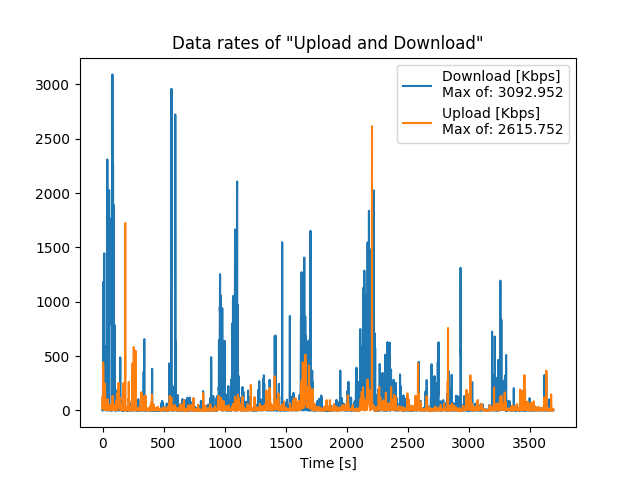 Data rates of "Upload and Download"
Download [Kbps]
Max of: 3092.952
Upload [Kbps]
Max of: 2615.752
3000
2500
2000
1500
1000
500
0
0 500 1000 1500 2000 2500 3000 3500
Time [s]